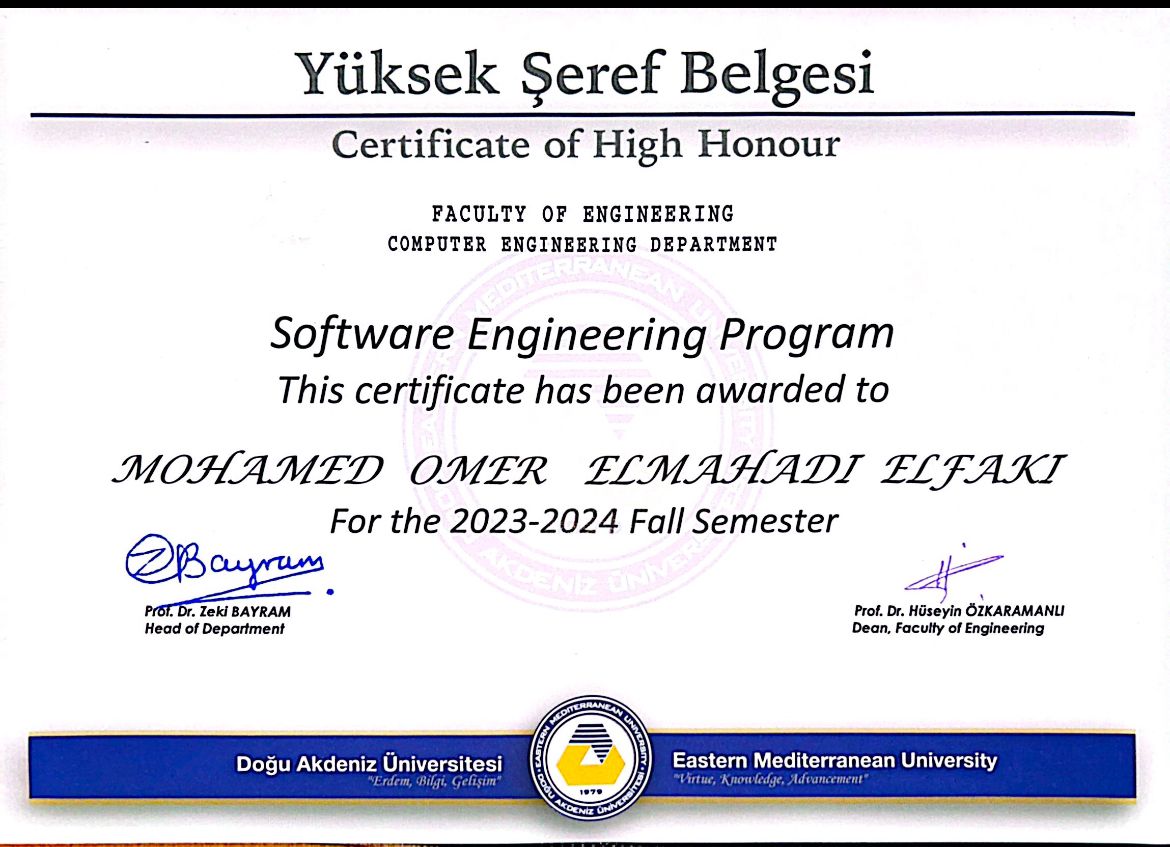 Yüksek Şeref Belgesi
Certificate of High Honour
FACULTY OF ENGINEERING
COMPUTER ENGINEERING DEPARTMENT
Software Engineering Program
This certificate has been awarded to
MOHAMED OMER ELMAHADI ELFAKI
For the 2023-2024 Fall Semester
ZBayram
Prof. Dr. Zeki BAYRAM
Head of Department
Prof. Dr. Hüseyin ÖZKARAMANLI
Dean, Faculty of Engineering
Doğu Akdeniz Üniversitesi
"Erdem, Bilgi, Gelişim"
EASTERN MEDITERRANEAN UNIVERSITY
1979
DOĞU AKDENİZ ÜNİVERSİTESİ
Eastern Mediterranean University
"Virtue, Knowledge, Advancement"